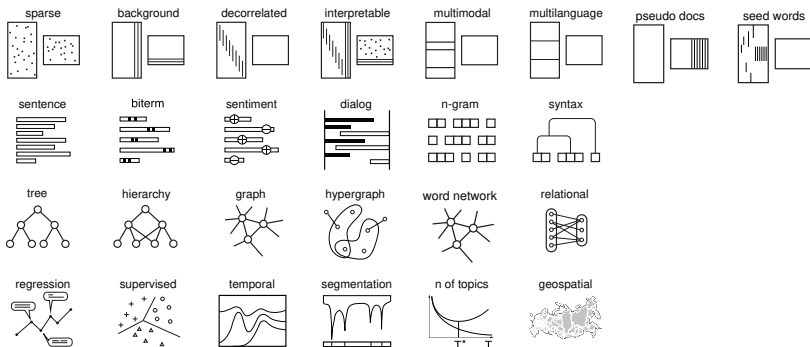 sparse background decorrelated interpretable multimodal multilanguage pseudo docs seed words
sentence biterm sentiment dialog n-gram syntax
tree hierarchy graph hypergraph word network relational
regression supervised temporal segmentation n of topics geospatial
T* T